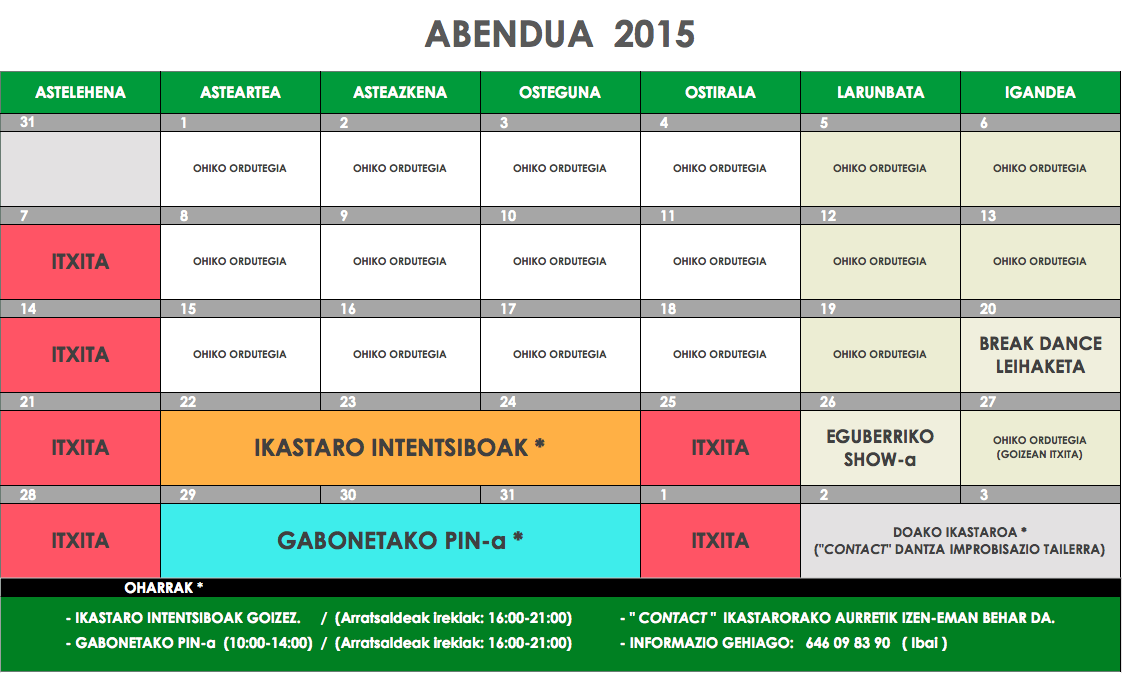 ABENDUA 2015
ASTELEHENA ASTEARTEA ASTEAZKENA OSTEGUNA OSTIRALA LARUNBATA IGANDEA
31 1 2 3 4 5 6
OHIKO ORDUTEGIA OHIKO ORDUTEGIA OHIKO ORDUTEGIA OHIKO ORDUTEGIA OHIKO ORDUTEGIA OHIKO ORDUTEGIA
7 8 9 10 11 12 13
ITXITA OHIKO ORDUTEGIA OHIKO ORDUTEGIA OHIKO ORDUTEGIA OHIKO ORDUTEGIA OHIKO ORDUTEGIA OHIKO ORDUTEGIA
14 15 16 17 18 19 20
ITXITA OHIKO ORDUTEGIA OHIKO ORDUTEGIA OHIKO ORDUTEGIA OHIKO ORDUTEGIA OHIKO ORDUTEGIA BREAK DANCE
LEIHAKETA
21 22 23 24 25 26 27
ITXITA IKASTARO INTENTSIBOAK * ITXITA EGUBERRIKO
SHOW-a
OHIKO ORDUTEGIA
(GOIZEAN ITXITA)
28 29 30 31 1 2 3
ITXITA GABONETAKO PIN-a * ITXITA DOAKO IKASTAROA *
("CONTACT" DANTZA IMPROBISAZIO TAILERRA)
OHARRAK *
- IKASTARO INTENTSIBOAK GOIZEZ. / (Arratsaldeak irekiak: 16:00-21:00) - " CONTACT " IKASTARORAKO AURRETIK IZEN-EMAN BEHAR DA.
- GABONETAKO PIN-a (10:00-14:00) / (Arratsaldeak irekiak: 16:00-21:00) - INFORMAZIO GEHIAGO: 646 09 83 90 ( Ibai )